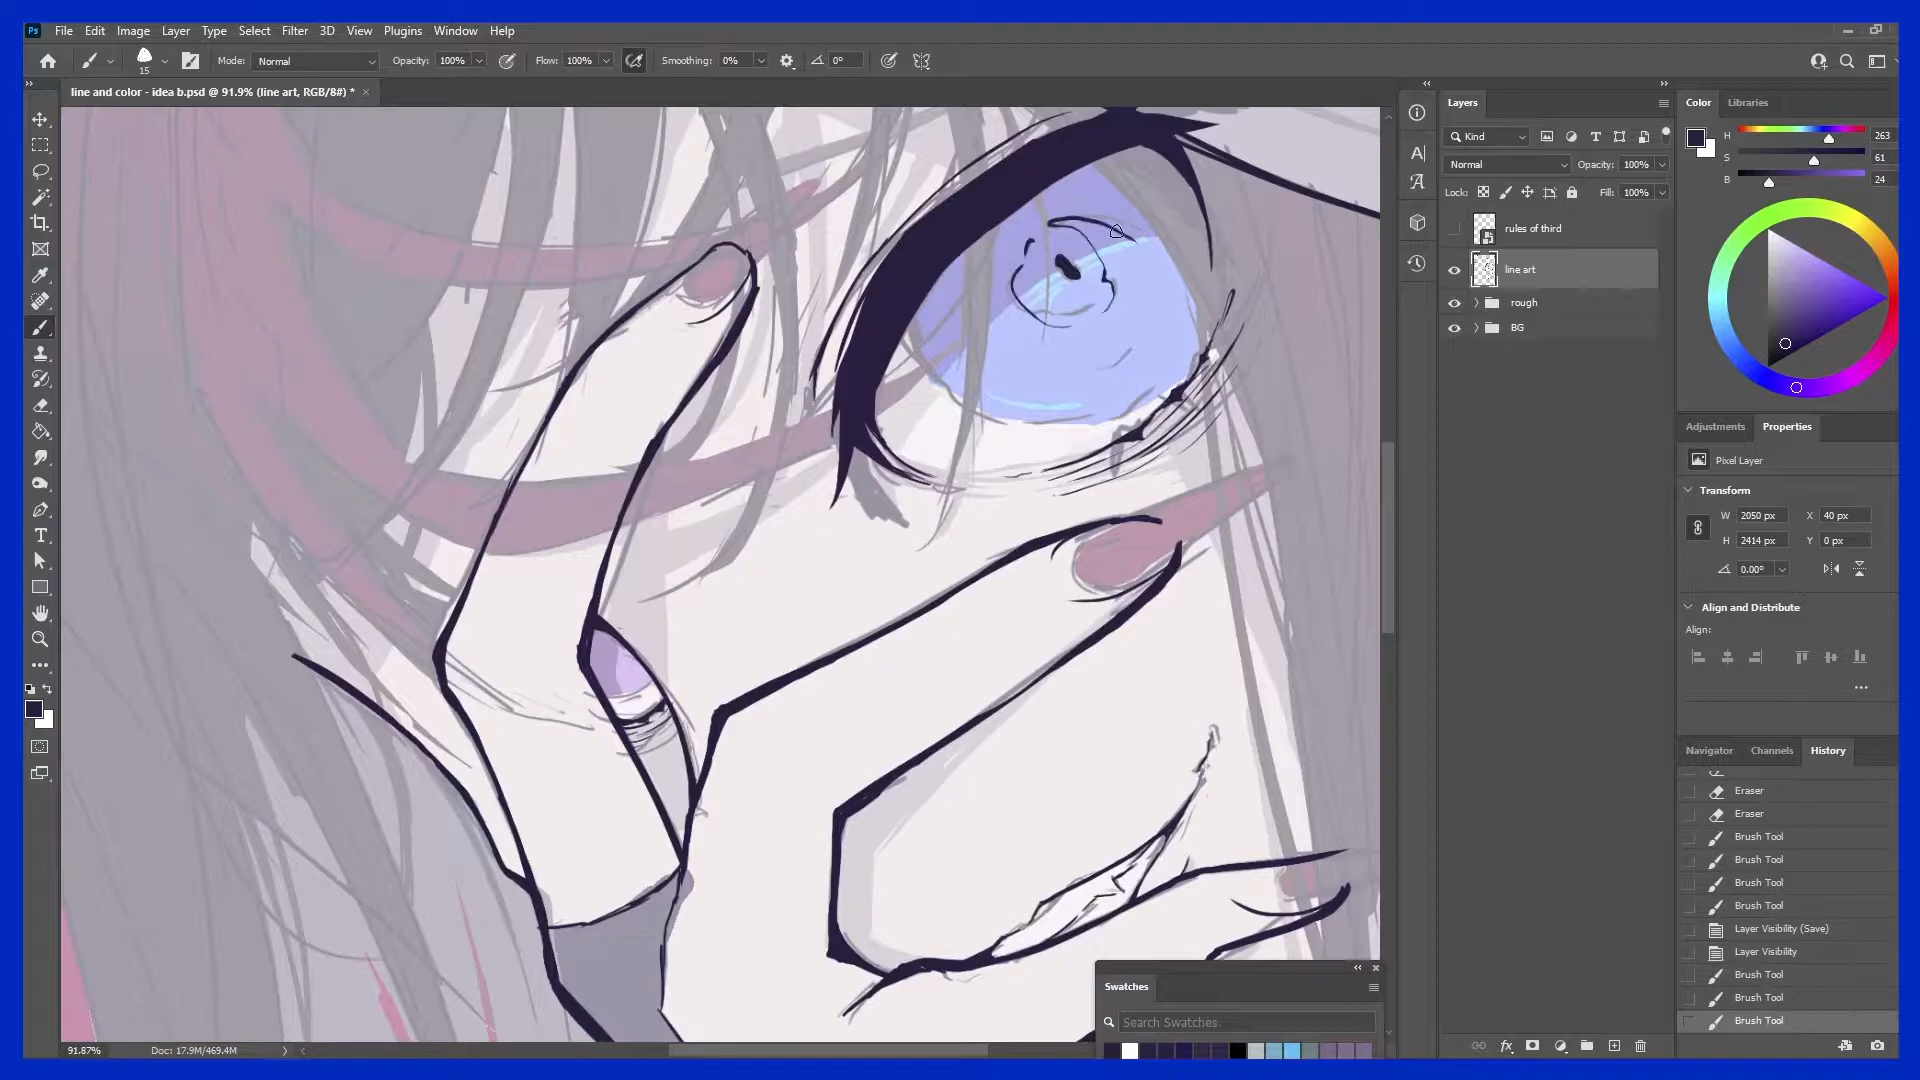 Ps File Edit Image Layer Type Select Filter 3D View Plugins Window Help
15 Mode: Normal Opacity: 100% Flow: 100% Smoothing: 0% 0°
line and color - idea b.psd @ 91.9% (line art, RGB/8#) * ×
Layers
Kind
Normal Opacity: 100%
Lock: Fill: 100%
rules of third
line art
rough
BG
Color Libraries
H 263
S 61
B 24
Adjustments Properties
Pixel Layer
Transform
W 2050 px X 40 px
H 2414 px Y 0 px
0.00°
Align and Distribute
Align:
Navigator Channels History
Eraser
Eraser
Brush Tool
Brush Tool
Brush Tool
Brush Tool
Layer Visibility (Save)
Layer Visibility
Brush Tool
Brush Tool
Brush Tool
Swatches
Search Swatches
91.87% Doc: 17.9M/469.4M